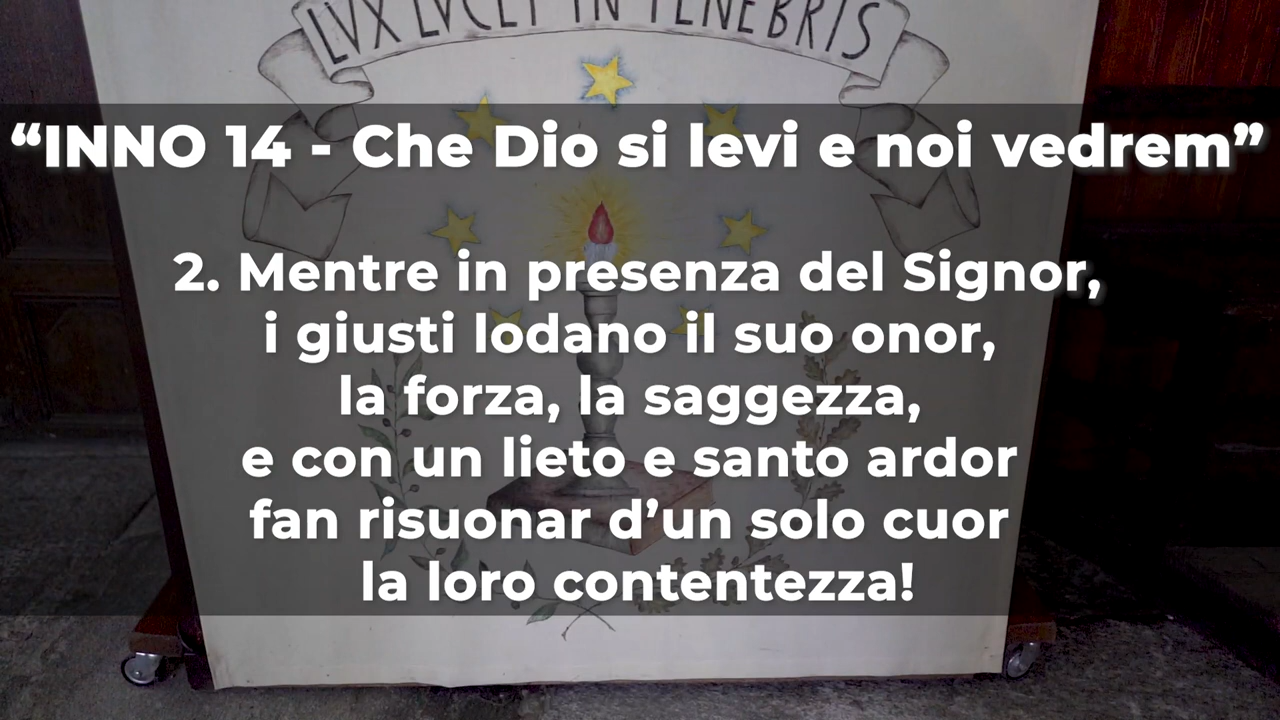 LVX LVCET IN TENEBRIS
“INNO 14 - Che Dio si levi e noi vedrem”
2. Mentre in presenza del Signor,
i giusti lodano il suo onor,
la forza, la saggezza,
e con un lieto e santo ardor
fan risuonar d’un solo cuor
la loro contentezza!